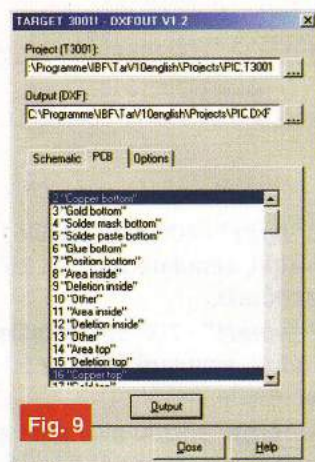 TARGET 3001! - DXFOUT V1.2
Project (T3001):
:\Programme\IBF\TarV10english\Projects\PIC.T3001
...
Output (DXF):
C:\Programme\IBF\TarV10english\Projects\PIC.DXF
...
Schematic PCB Options
2 "Copper bottom"
3 "Gold bottom"
4 "Solder mask bottom"
5 "Solder paste bottom"
6 "Glue bottom"
7 "Position bottom"
8 "Area inside"
9 "Deletion inside"
10 "Other"
11 "Area inside"
12 "Deletion inside"
13 "Other"
14 "Area top"
15 "Deletion top"
16 "Copper top"
17 "Gold top"
Output
Fig. 9
Close Help